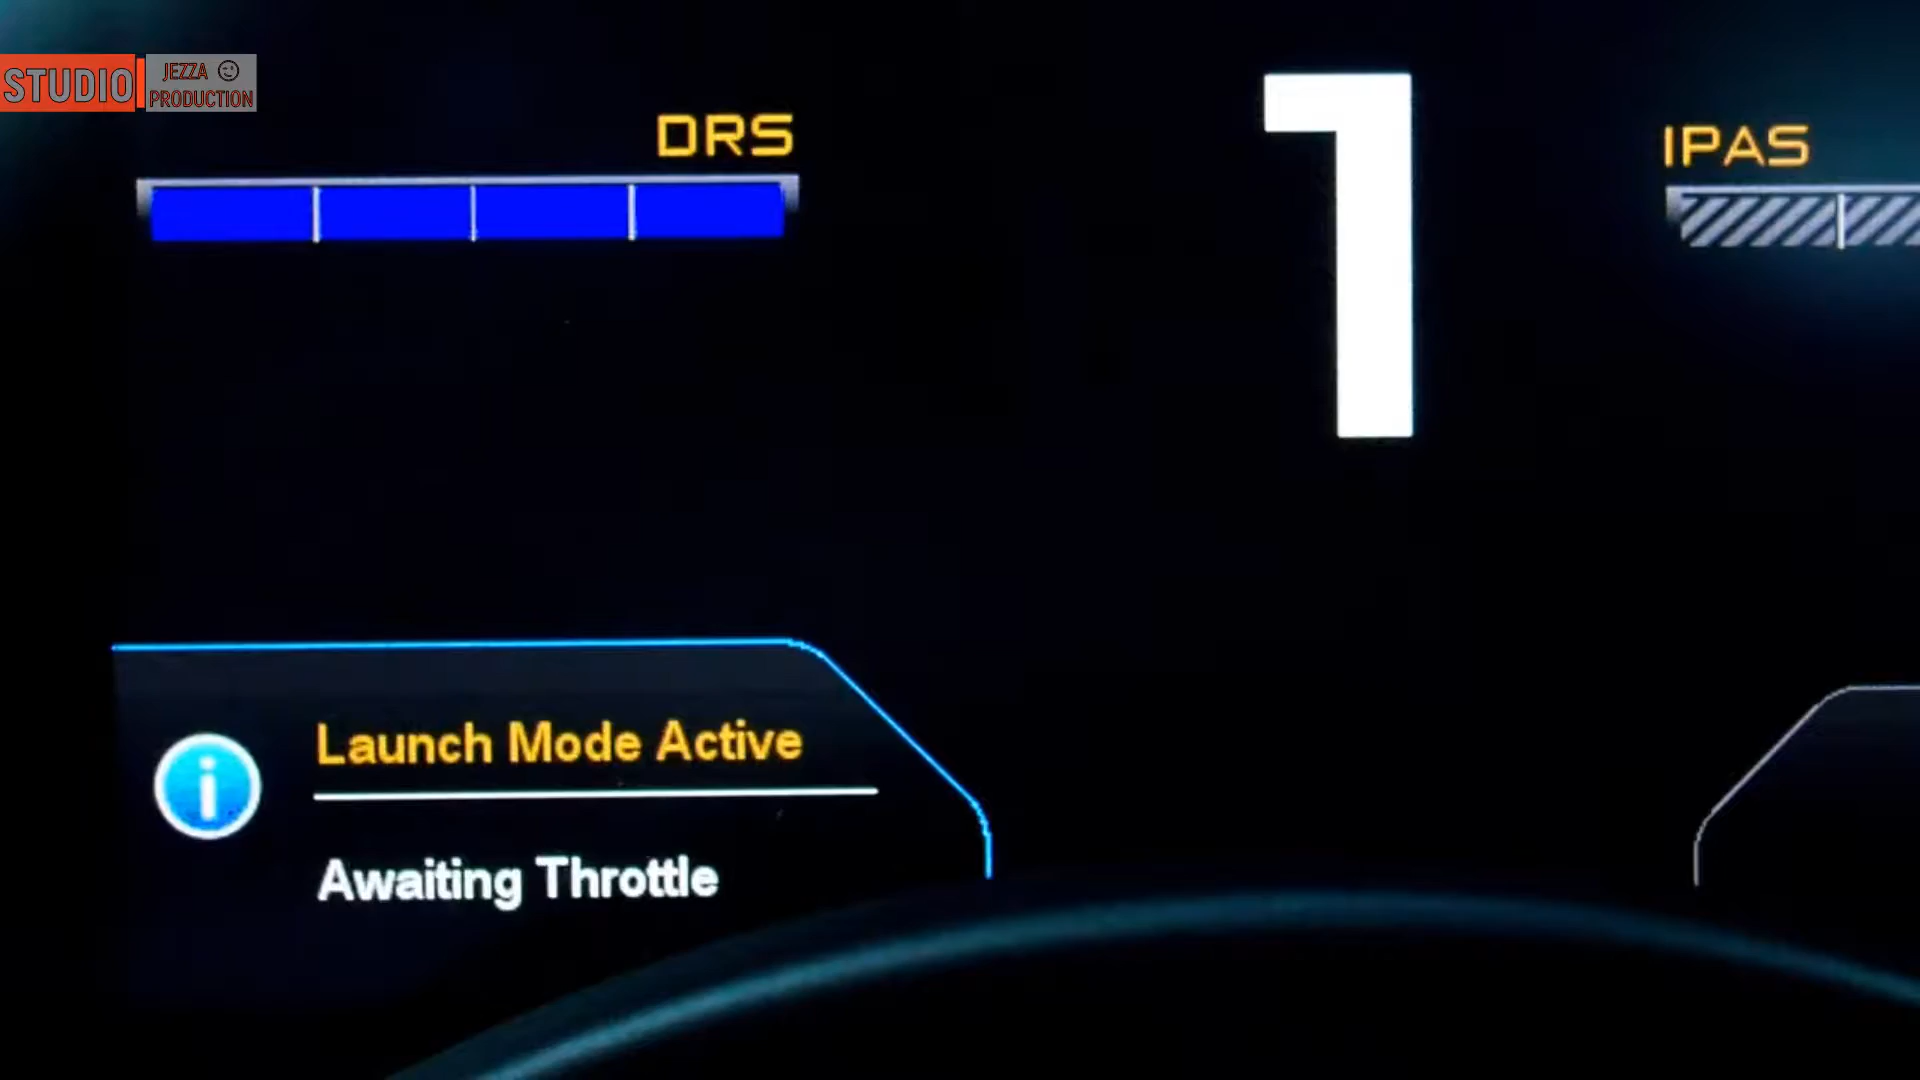 STUDIO
JEZZA
PRODUCTION
DRS
1
IPAS
Launch Mode Active
Awaiting Throttle